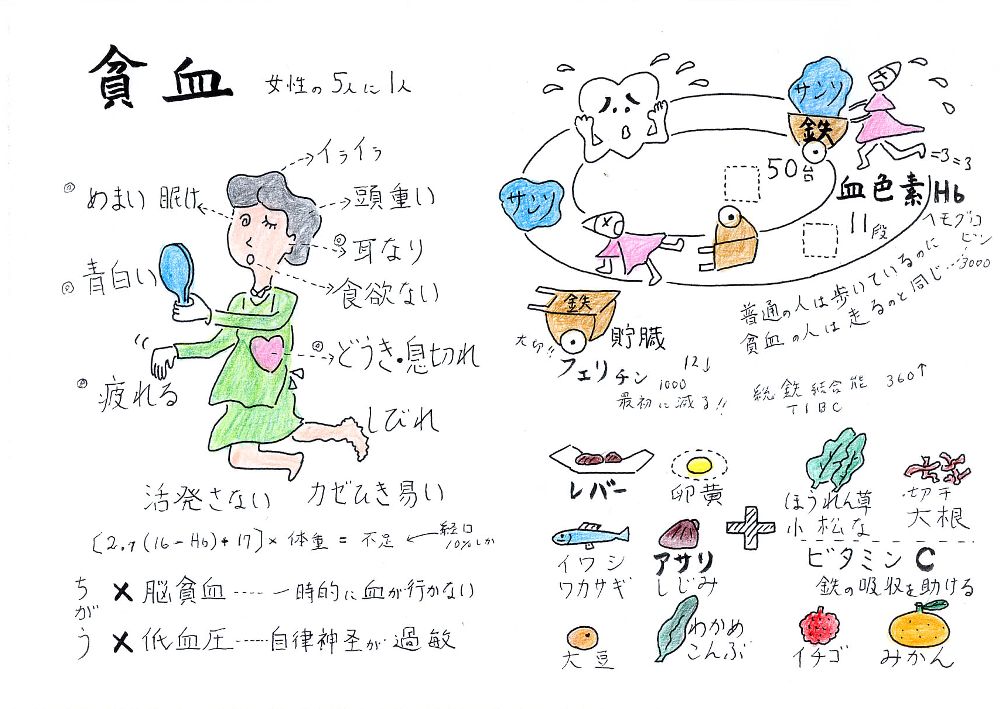 貧血 女性の5人に1人
イライラ
めまい 眠け
頭重い
耳なり
青白い
食欲ない
どうき・息切れ
疲れる
しびれ
活発さない カゼひき易い
[2.7(16-Hb)+17]×体重=不足 ← 経口
10%しか
ちがう
×脳貧血 …… 一時的に血が行かない
×低血圧 …… 自律神圣が過敏
サンソ
鉄
=3=3
50台
サンソ
血色素Hb
ヘモグロビン
11段
…3000
普通の人は歩いているのに
貧血の人は走るのと同じ
鉄
大切!!
貯臓
フェリチン
12↓
1000
最初に減る!!
総鉄結合能 360↑
TIBC
レバー
卵黄
ほうれん草
小松な
切干
大根
イワシ
ワカサギ
アサリ
しじみ
ビタミンC
鉄の吸収を助ける
大豆
わかめ
こんぶ
イチゴ
みかん